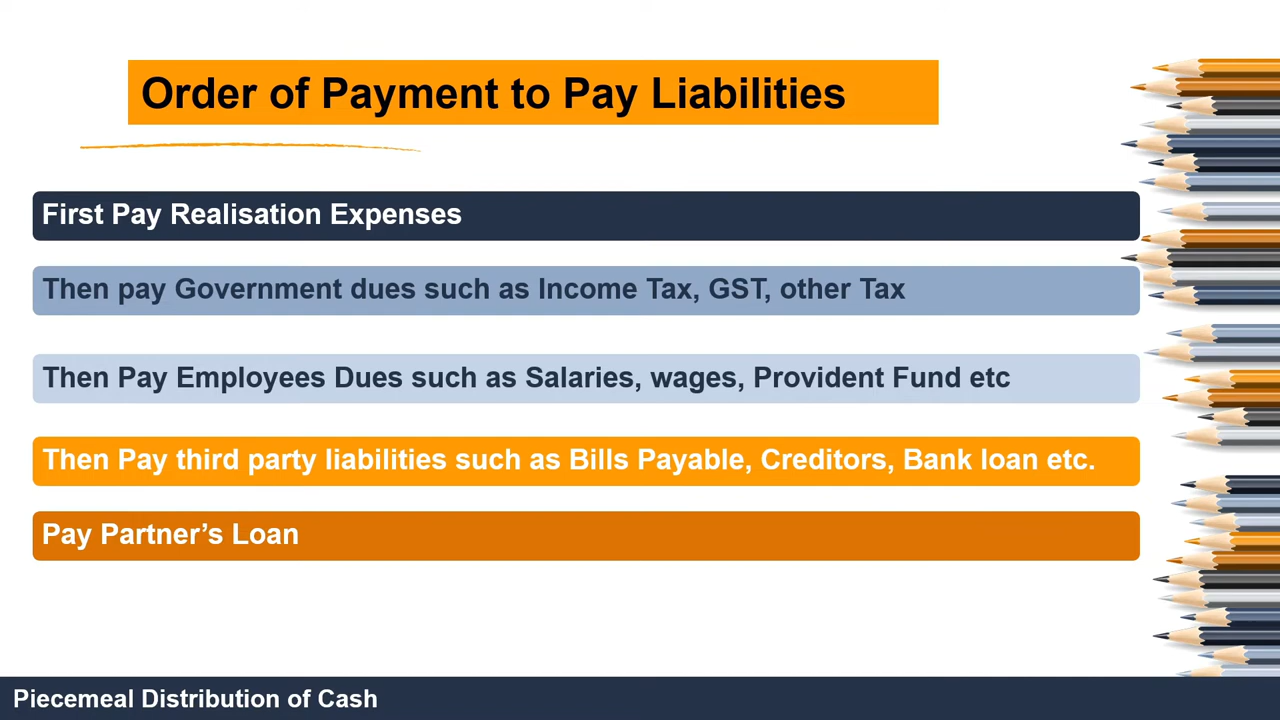 Order of Payment to Pay Liabilities
First Pay Realisation Expenses
Then pay Government dues such as Income Tax, GST, other Tax
Then Pay Employees Dues such as Salaries, wages, Provident Fund etc
Then Pay third party liabilities such as Bills Payable, Creditors, Bank loan etc.
Pay Partner’s Loan
Piecemeal Distribution of Cash